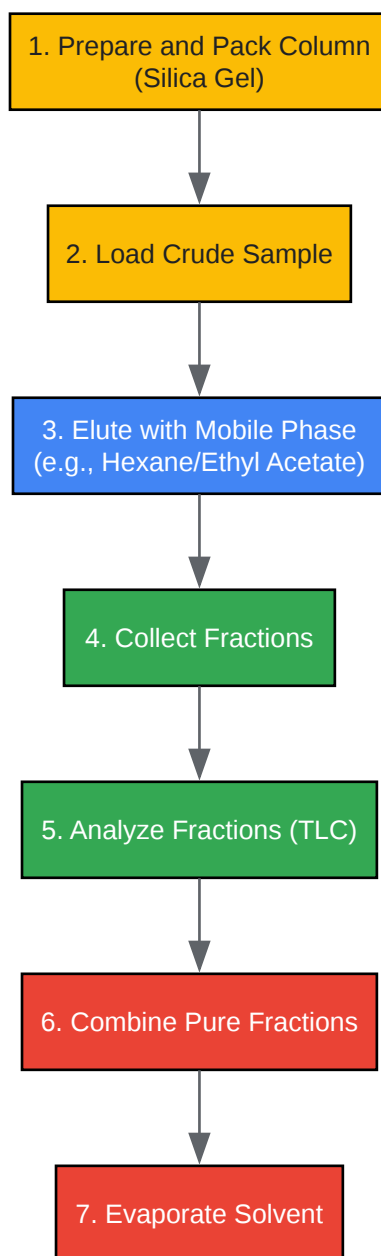 1. Prepare and Pack Column
(Silica Gel)
2. Load Crude Sample
3. Elute with Mobile Phase
(e.g., Hexane/Ethyl Acetate)
4. Collect Fractions
5. Analyze Fractions (TLC)
6. Combine Pure Fractions
7. Evaporate Solvent